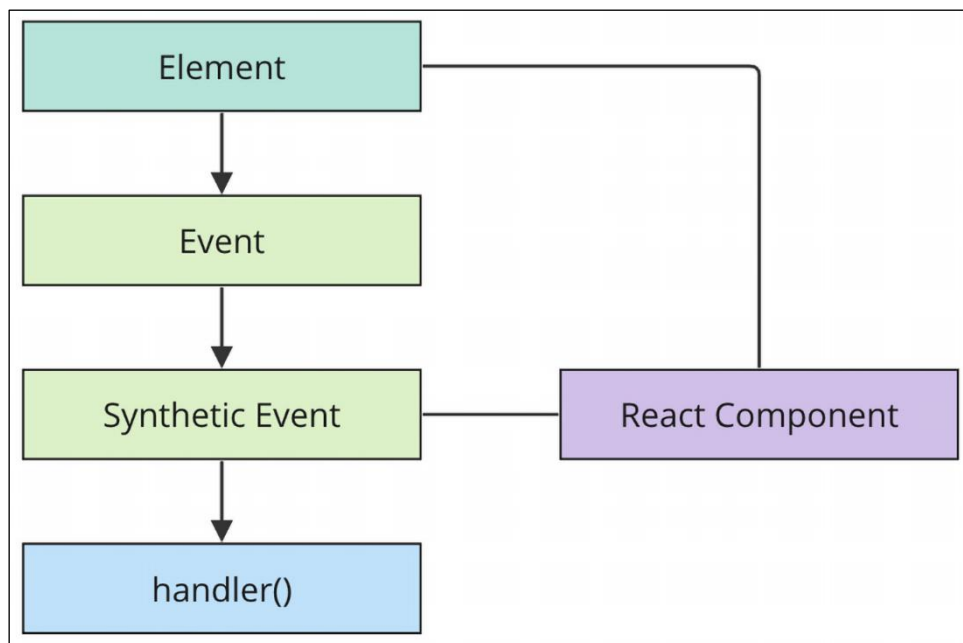 Element
Event
Synthetic Event
React Component
handler()